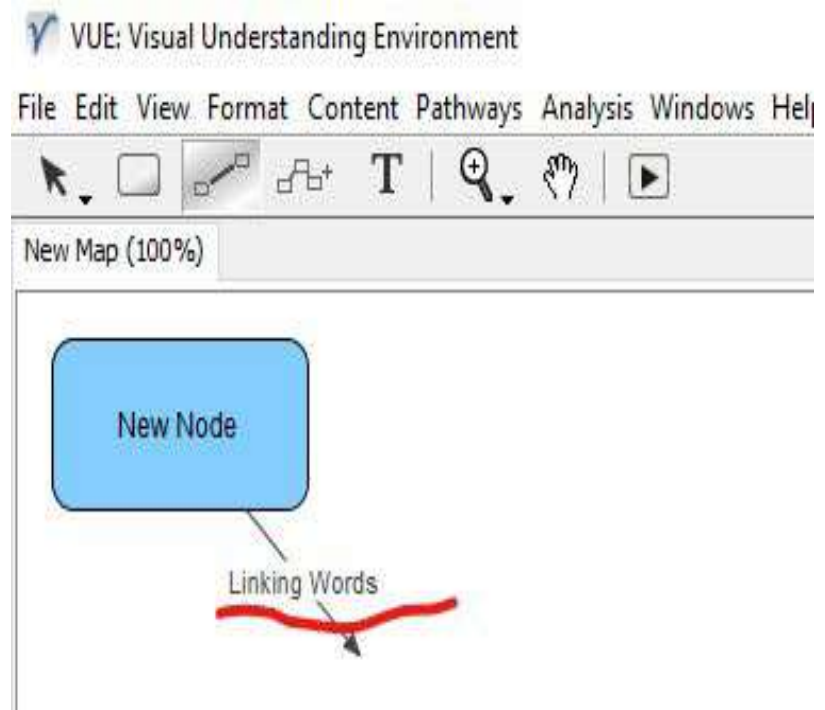 VUE: Visual Understanding Environment
File Edit View Format Content Pathways Analysis Windows Help
T
New Map (100%)
New Node
Linking Words